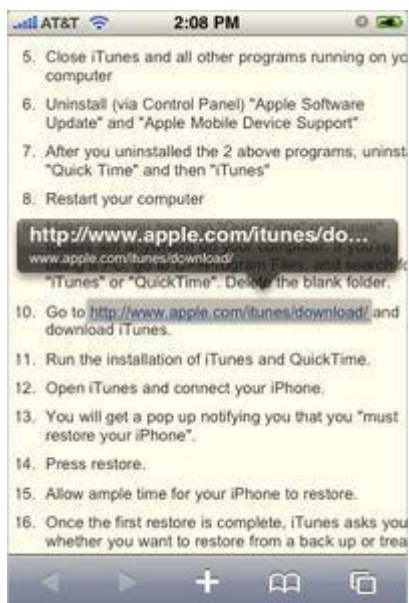 AT&T 2:08 PM
5. Close iTunes and all other programs running on yo
computer
6. Uninstall (via Control Panel) "Apple Software
Update" and "Apple Mobile Device Support"
7. After you uninstalled the 2 above programs, uninst
"Quick Time" and then "iTunes"
8. Restart your computer
http://www.apple.com/itunes/do...
www.apple.com/itunes/download/
Program Files, and search fo
"iTunes" or "QuickTime". Delete the blank folder.
10. Go to http://www.apple.com/itunes/download/ and
download iTunes.
11. Run the installation of iTunes and QuickTime.
12. Open iTunes and connect your iPhone.
13. You will get a pop up notifying you that you "must
restore your iPhone".
14. Press restore.
15. Allow ample time for your iPhone to restore.
16. Once the first restore is complete, iTunes asks you
whether you want to restore from a back up or trea